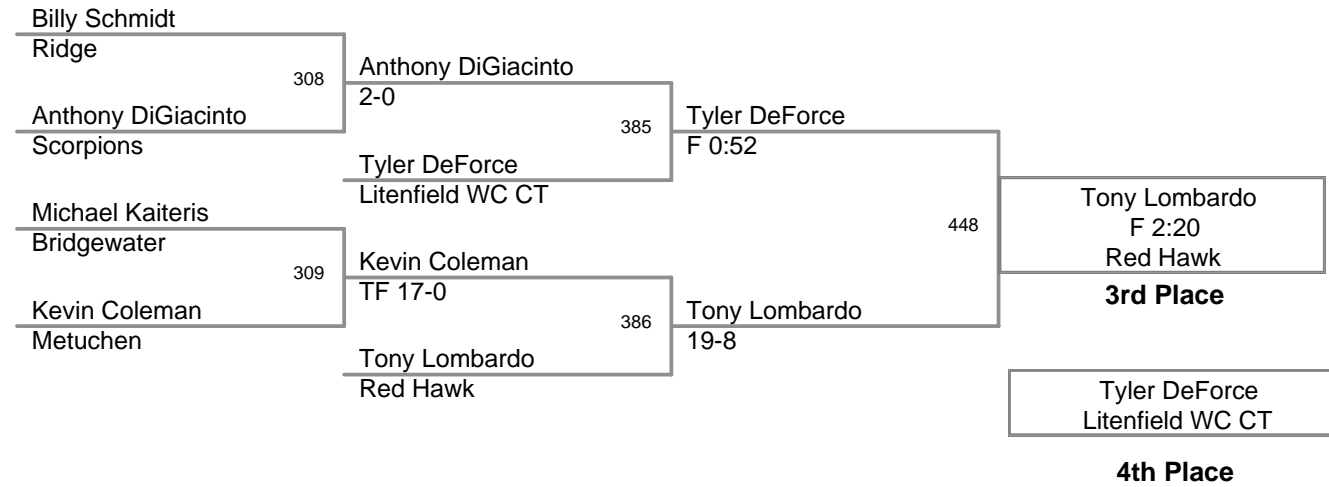 Billy Schmidt
Ridge
308
Anthony DiGiacinto
2-0
Anthony DiGiacinto
Scorpions
385
Tyler DeForce
F 0:52
Tyler DeForce
Litenfield WC CT
Michael Kaiteris
Bridgewater
448
Tony Lombardo
F 2:20
Red Hawk
3rd Place
309
Kevin Coleman
TF 17-0
Kevin Coleman
Metuchen
386
Tony Lombardo
19-8
Tony Lombardo
Red Hawk
Tyler DeForce
Litenfield WC CT
4th Place